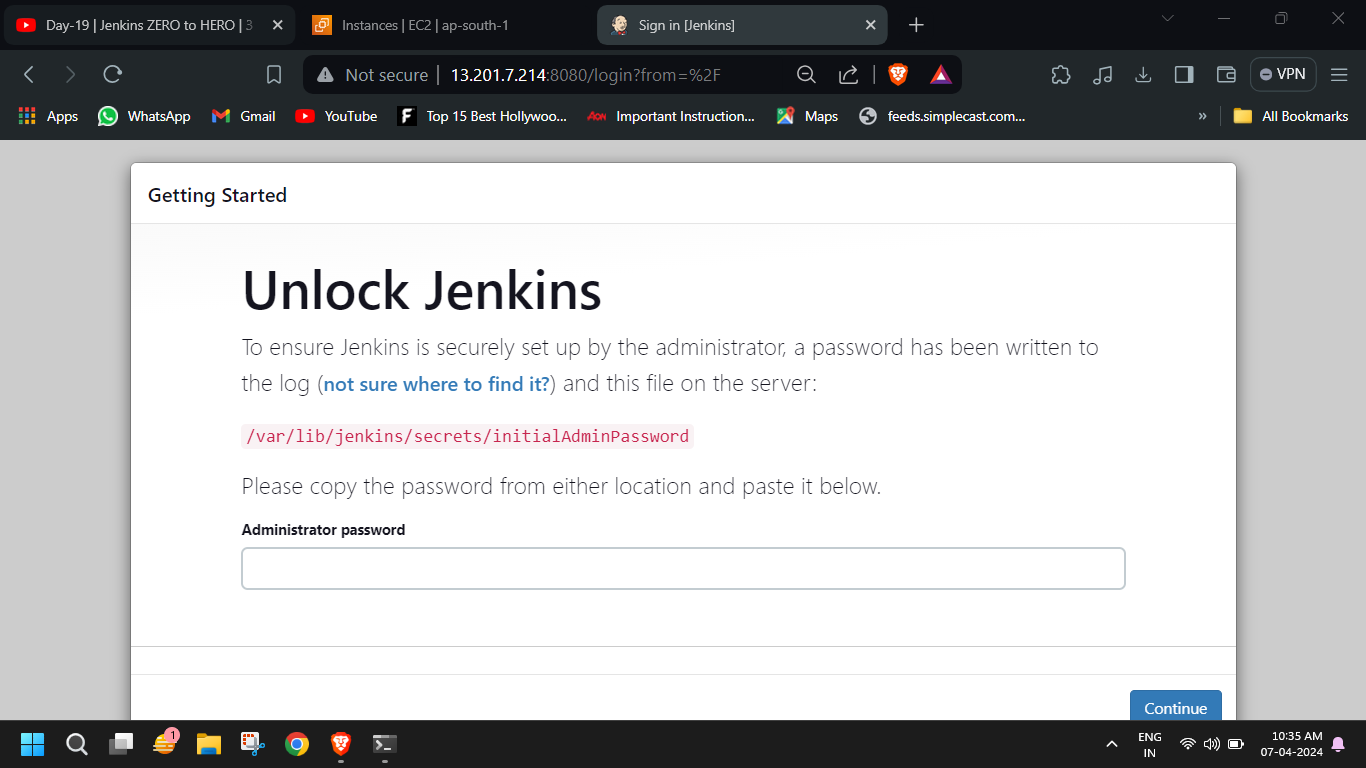 Day-19 | Jenkins ZERO to HERO | 3
Instances | EC2 | ap-south-1
Sign in [Jenkins]
Not secure
13.201.7.214:8080/login?from=%2F
VPN
Apps
WhatsApp
Gmail
YouTube
F
Top 15 Best Hollywoo...
AON
Important Instruction...
Maps
feeds.simplecast.com...
»
All Bookmarks
Getting Started
Unlock Jenkins
To ensure Jenkins is securely set up by the administrator, a password has been written to
the log (not sure where to find it?) and this file on the server:
/var/lib/jenkins/secrets/initialAdminPassword
Please copy the password from either location and paste it below.
Administrator password
Continue
1
ENG
IN
10:35 AM
07-04-2024